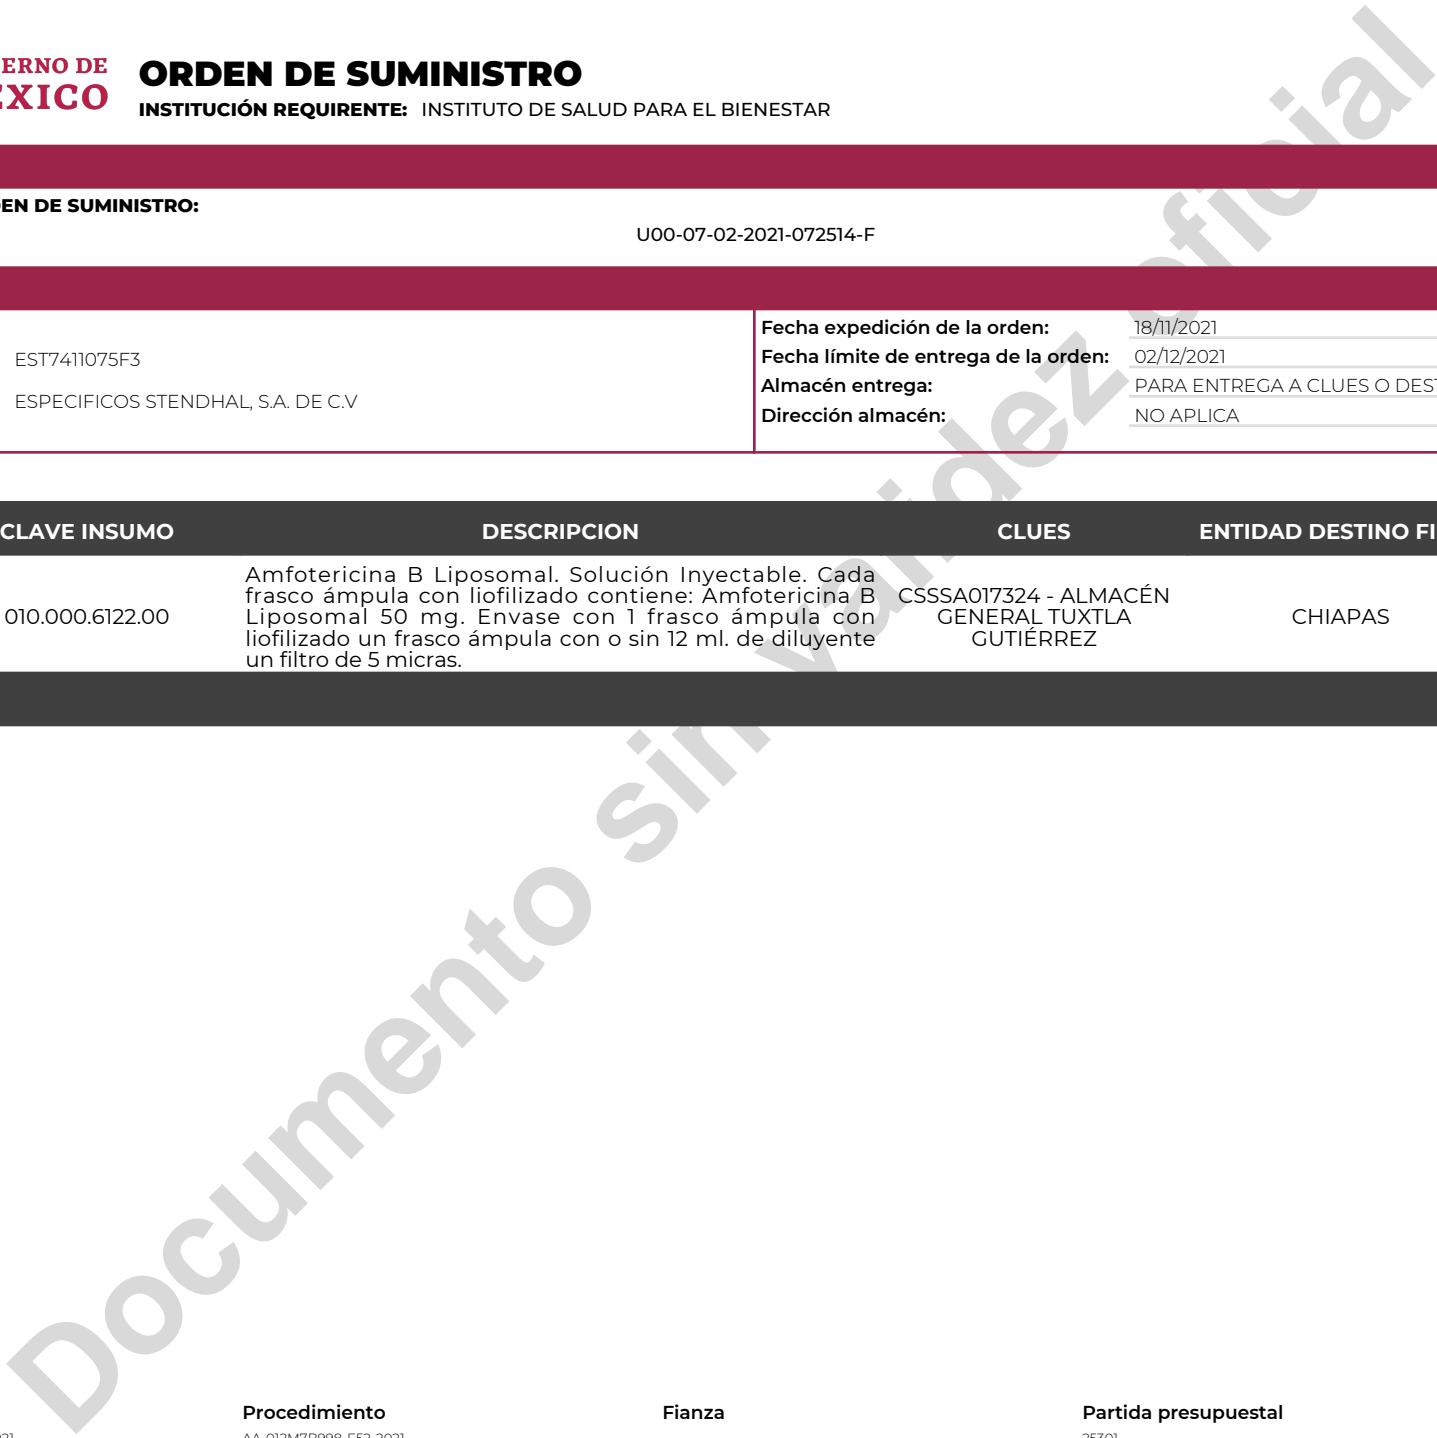 ERNO DE
ORDEN DE SUMINISTRO
INSTITUCIÓN REQUIRENTE: INSTITUTO DE SALUD PARA EL BIENESTAR
EN DE SUMINISTRO:
U00-07-02-2021-072514-F
EST7411075F3
ESPECIFICOS STENDHAL, S.A. DE C.V
Fecha expedición de la orden: 18/11/2021
Fecha límite de entrega de la orden: 02/12/2021
Almacén entrega: PARA ENTREGA A CLUES O DEST
Dirección almacén: NO APLICA
CLAVE INSUMO DESCRIPCION CLUES ENTIDAD DESTINO FI
010.000.6122.00
Amfotericina B Liposomal. Solución Inyectable. Cada
frasco ámpula con liofilizado contiene: Amfotericina B
Liposomal 50 mg. Envase con 1 frasco ámpula con
liofilizado un frasco ámpula con o sin 12 ml. de diluyente
un filtro de 5 micras.
CSSSA017324 - ALMACÉN
GENERAL TUXTLA
GUTIÉRREZ
CHIAPAS
Documento sin validez oficial
Procedimiento Fianza Partida presupuestal